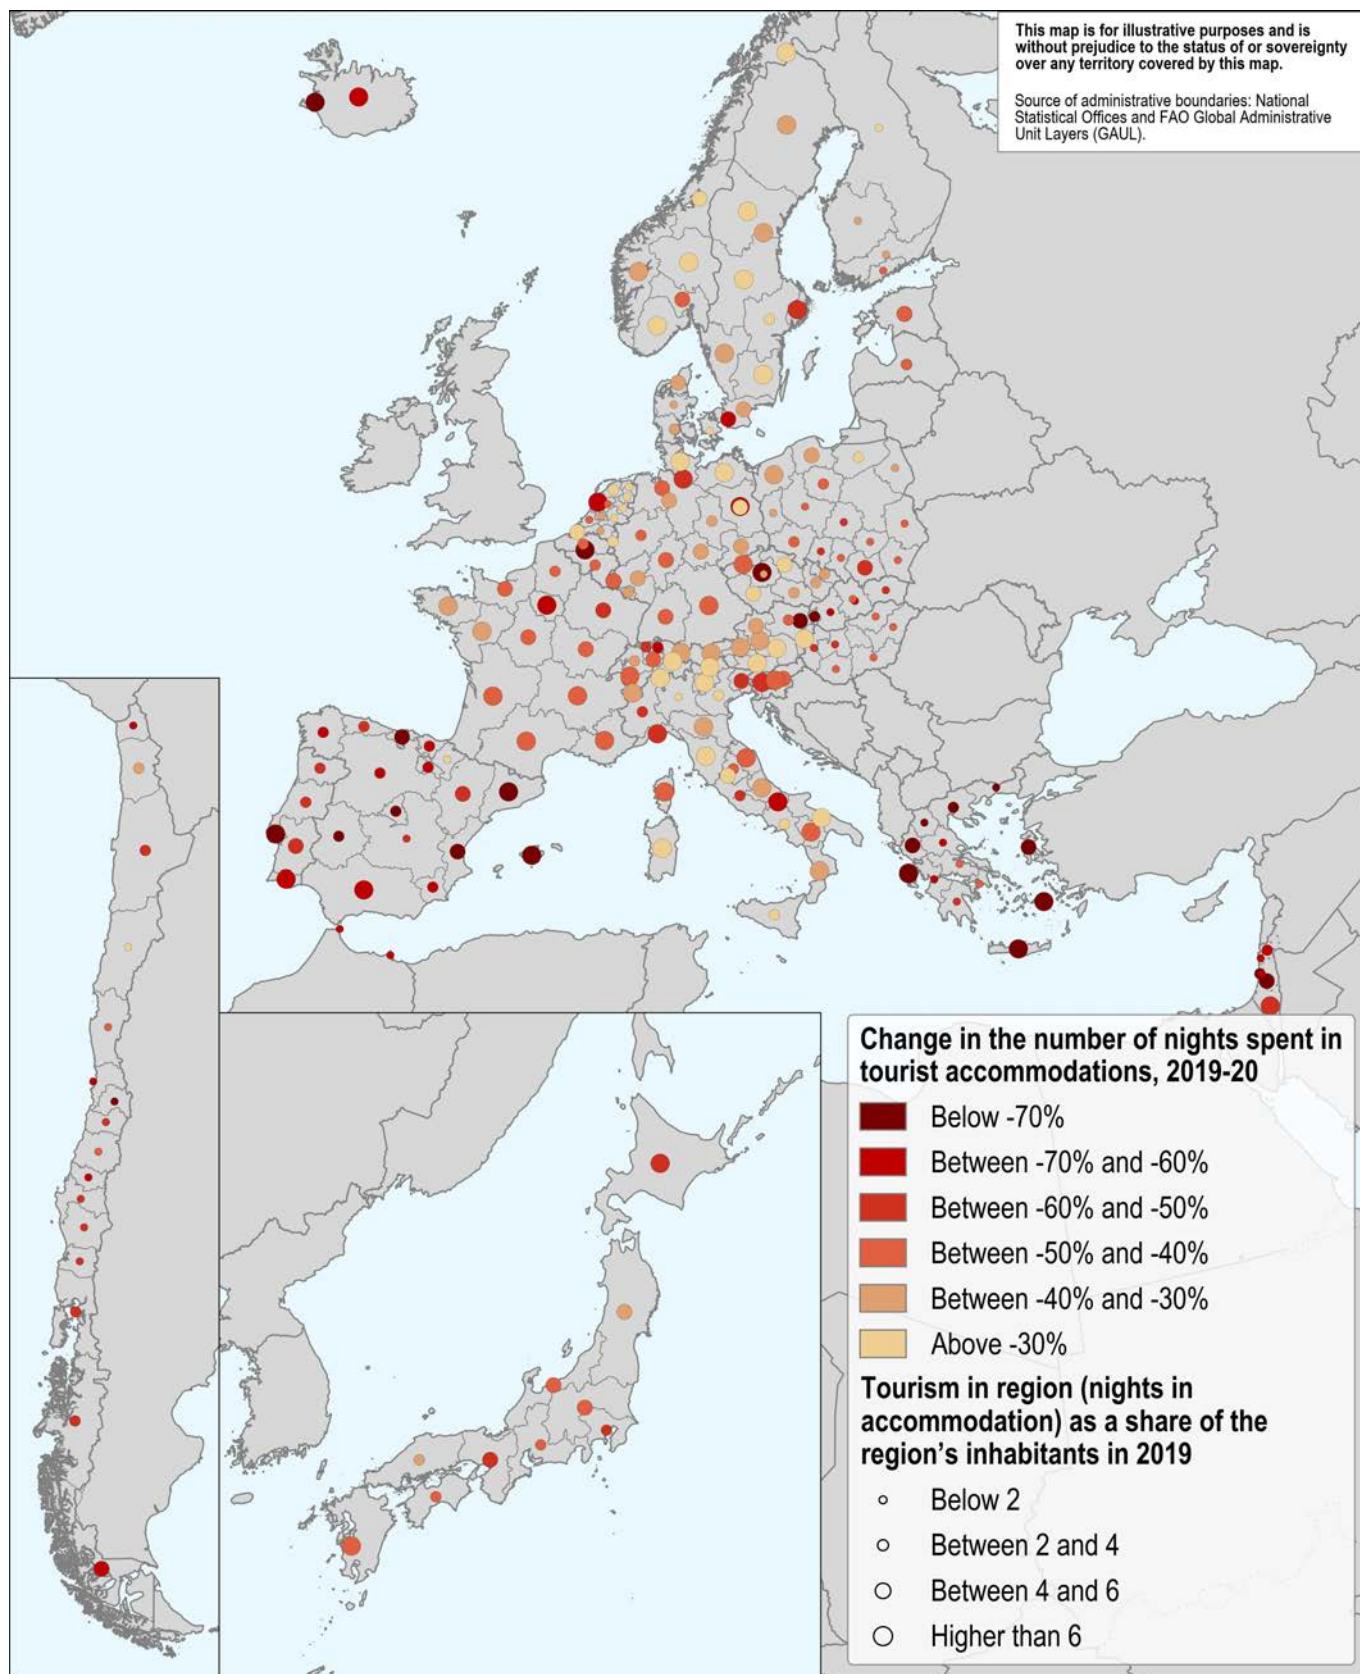 This map is for illustrative purposes and is
without prejudice to the status of or sovereignty
over any territory covered by this map.
Source of administrative boundaries: National
Statistical Offices and FAO Global Administrative
Unit Layers (GAUL).
Change in the number of nights spent in
tourist accommodations, 2019-20
Below -70%
Between -70% and -60%
Between -60% and -50%
Between -50% and -40%
Between -40% and -30%
Above -30%
Tourism in region (nights in
accommodation) as a share of the
region’s inhabitants in 2019
Below 2
Between 2 and 4
Between 4 and 6
Higher than 6